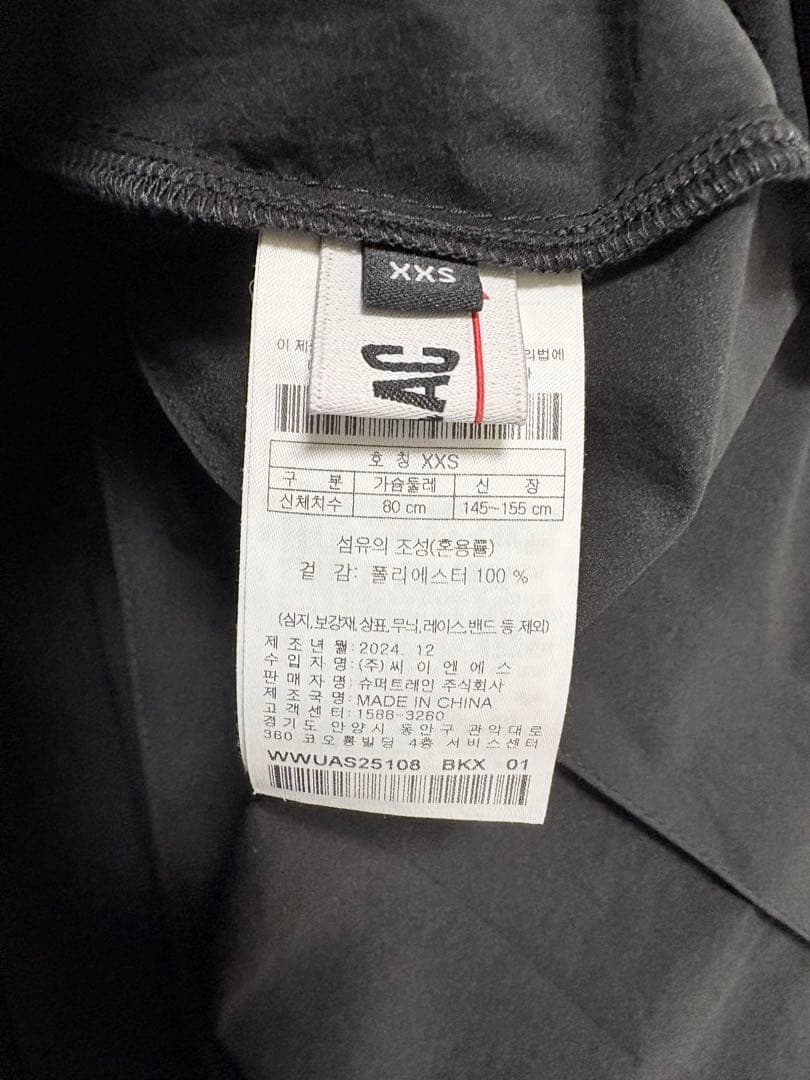 XXS
AC
이 제
의법에
호 칭 XXS
구 분 가슴둘레 신 장
신체치수 80 cm 145~155 cm
섬유의 조성(혼용률)
겉 감: 폴리에스터 100 %
(심지,보강재,상표,무늬,레이스,밴드 등 제외)
제조년월:2024. 12
수입자명:(주)씨이엔에스
판매자명:슈퍼트레인 주식회사
제조국명:MADE IN CHINA
고객센터:1588-3260
경기도 안양시 동안구 관악대로
360 코오롱빌딩 4층 서비스센터
WWUAS25108 BKX 01